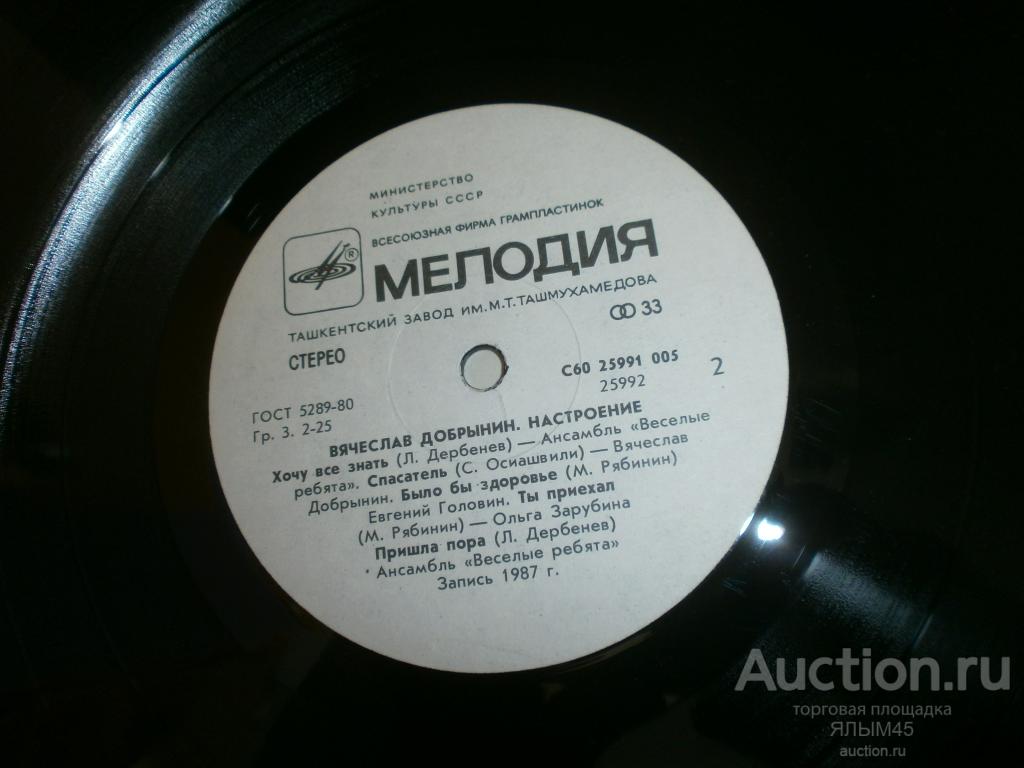 МИНИСТЕРСТВО
КУЛЬТУРЫ СССР
ВСЕСОЮЗНАЯ ФИРМА ГРАМПЛАСТИНОК
®
МЕЛОДИЯ
ТАШКЕНТСКИЙ ЗАВОД ИМ.М.Т.ТАШМУХАМЕДОВА
СТЕРЕО
33
С60 25991 005
25992
2
ГОСТ 5289-80
Гр. 3. 2-25
ВЯЧЕСЛАВ ДОБРЫНИН. НАСТРОЕНИЕ
Хочу все знать (Л. Дербенев) — Ансамбль «Веселые
ребята». Спасатель (С. Осиашвили) — Вячеслав
Добрынин. Было бы здоровье (М. Рябинин)
Евгений Головин. Ты приехал
(М. Рябинин) — Ольга Зарубина
Пришла пора (Л. Дербенев)
Ансамбль «Веселые ребята»
Запись 1987 г.
Auction.ru
торговая площадка
ЯЛЫМ45
auction.ru